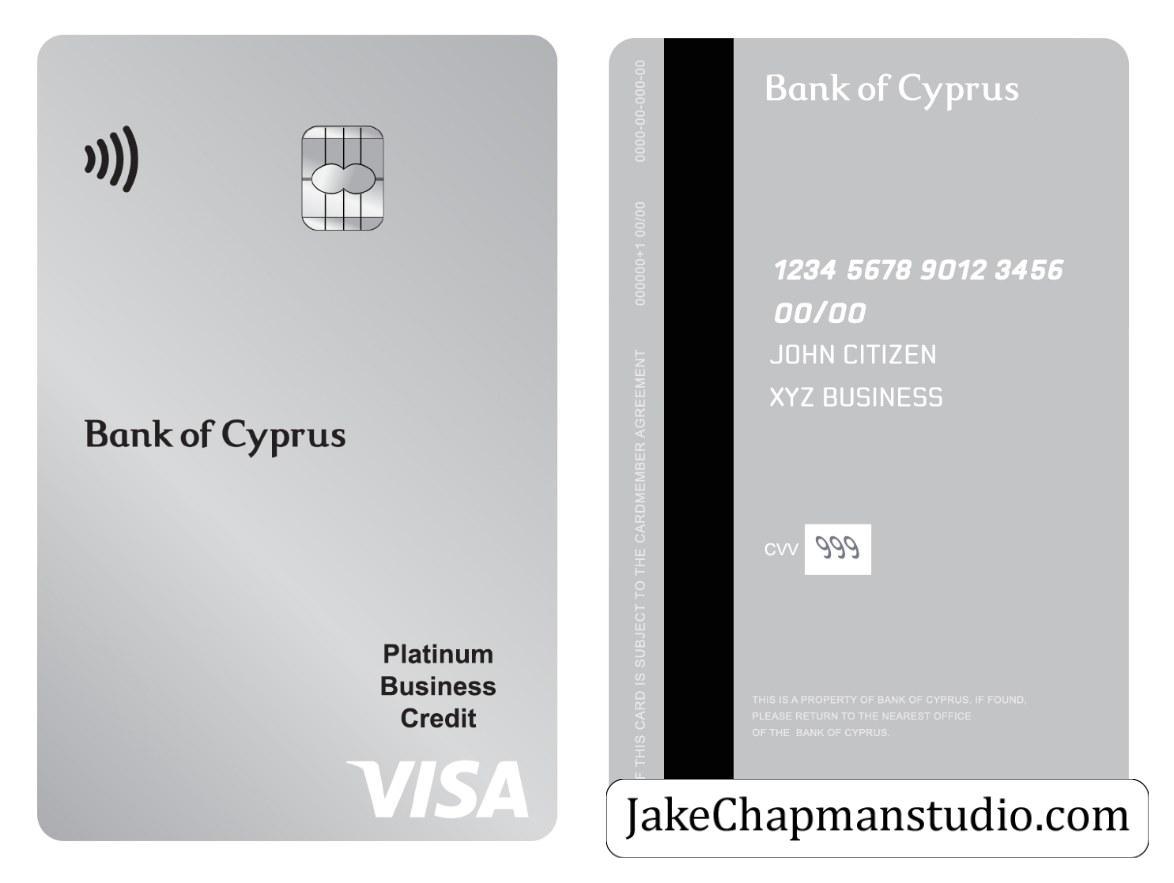 Bank of Cyprus
Platinum
Business
Credit
VISA
Bank of Cyprus
1234 5678 9012 3456
00/00
JOHN CITIZEN
XYZ BUSINESS
CVV 999
THIS IS A PROPERTY OF BANK OF CYPRUS. IF FOUND,
PLEASE RETURN TO THE NEAREST OFFICE
OF THE BANK OF CYPRUS.
F THIS CARD IS SUBJECT TO THE CARDMEMBER AGREEMENT 000000+1 00/00 0000-00-000-00
JakeChapmanstudio.com